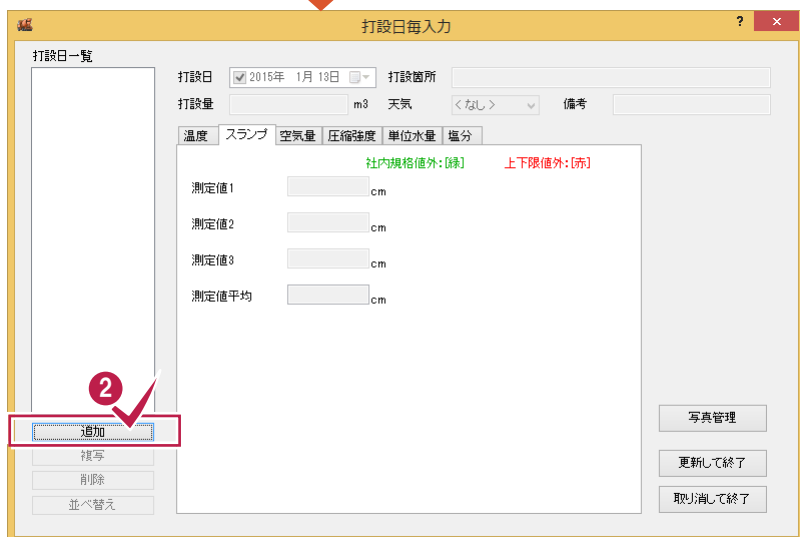 打設日毎入力
?
×
打設日一覧
打設日 2015年 1月 13日 打設箇所
打設量 m3 天気 <なし> 備考
温度 スランプ 空気量 圧縮強度 単位水量 塩分
社内規格値外:[緑] 上下限値外:[赤]
測定値1 cm
測定値2 cm
測定値3 cm
測定値平均 cm
2
追加
複写
削除
並べ替え
写真管理
更新して終了
取り消して終了